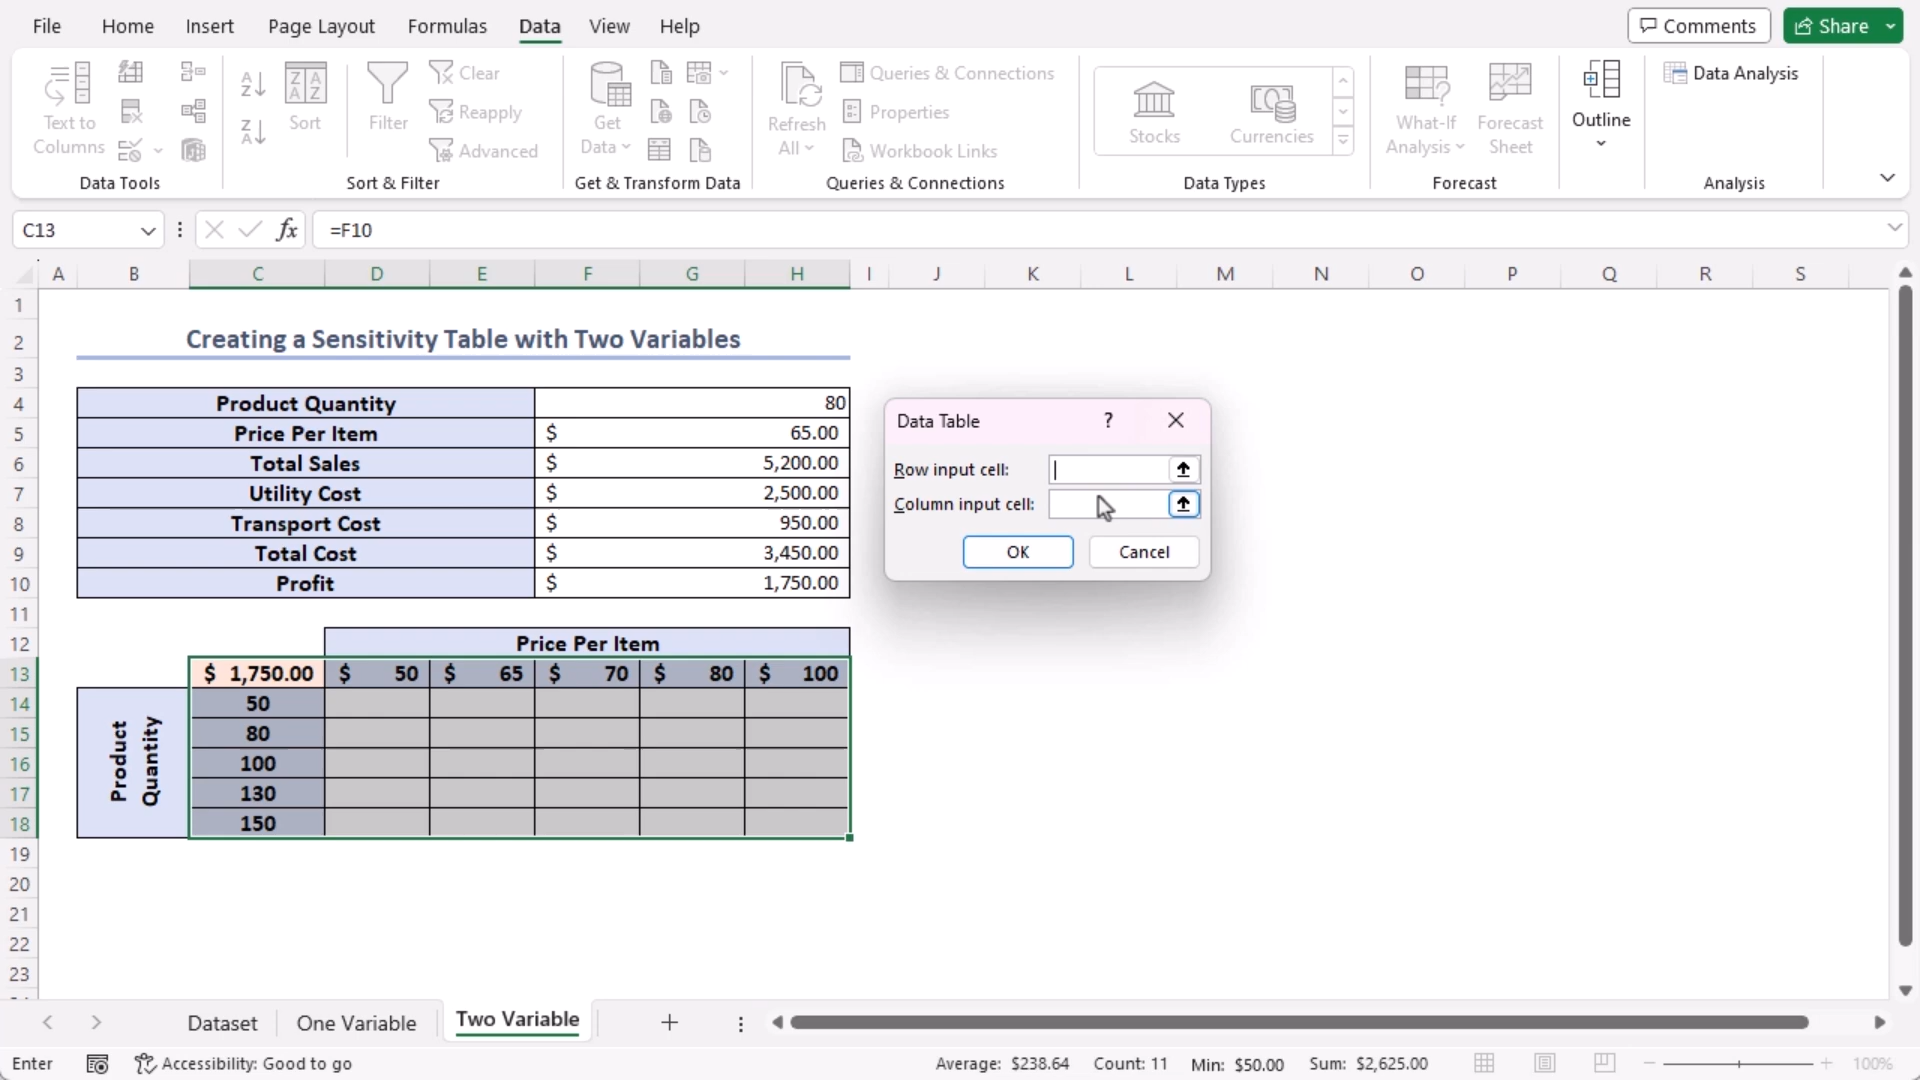 File Home Insert Page Layout Formulas Data View Help Comments Share
Text to Columns
Data Tools
Sort
Filter
Clear
Reapply
Advanced
Sort & Filter
Get Data
Get & Transform Data
Refresh All
Queries & Connections
Properties
Workbook Links
Queries & Connections
Stocks Currencies
Data Types
What-If Analysis
Forecast Sheet
Forecast
Outline
Data Analysis
Analysis
C13 fx =F10
A B C D E F G H I J K L M N O P Q R S
1
2 Creating a Sensitivity Table with Two Variables
3
4 Product Quantity 80
5 Price Per Item $ 65.00
6 Total Sales $ 5,200.00
7 Utility Cost $ 2,500.00
8 Transport Cost $ 950.00
9 Total Cost $ 3,450.00
10 Profit $ 1,750.00
11
12 Price Per Item
13 $ 1,750.00 $ 50 $ 65 $ 70 $ 80 $ 100
14 50
15 80
16 100
17 130
18 150
Product
Quantity
19
20
21
22
23
Data Table ?
Row input cell:
Column input cell:
OK Cancel
Dataset One Variable Two Variable
Enter Accessibility: Good to go Average: $238.64 Count: 11 Min: $50.00 Sum: $2,625.00 100%